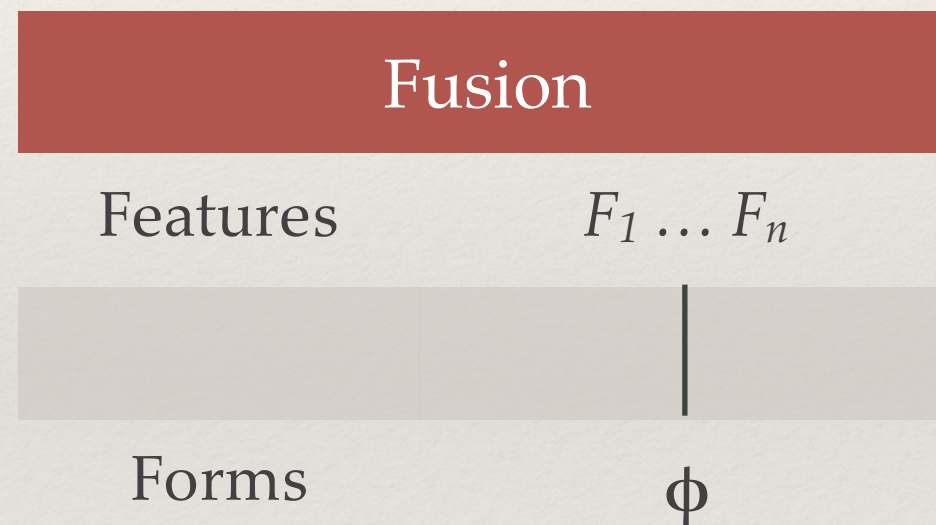 Fusion
Features F₁ … Fₙ
Forms ϕ